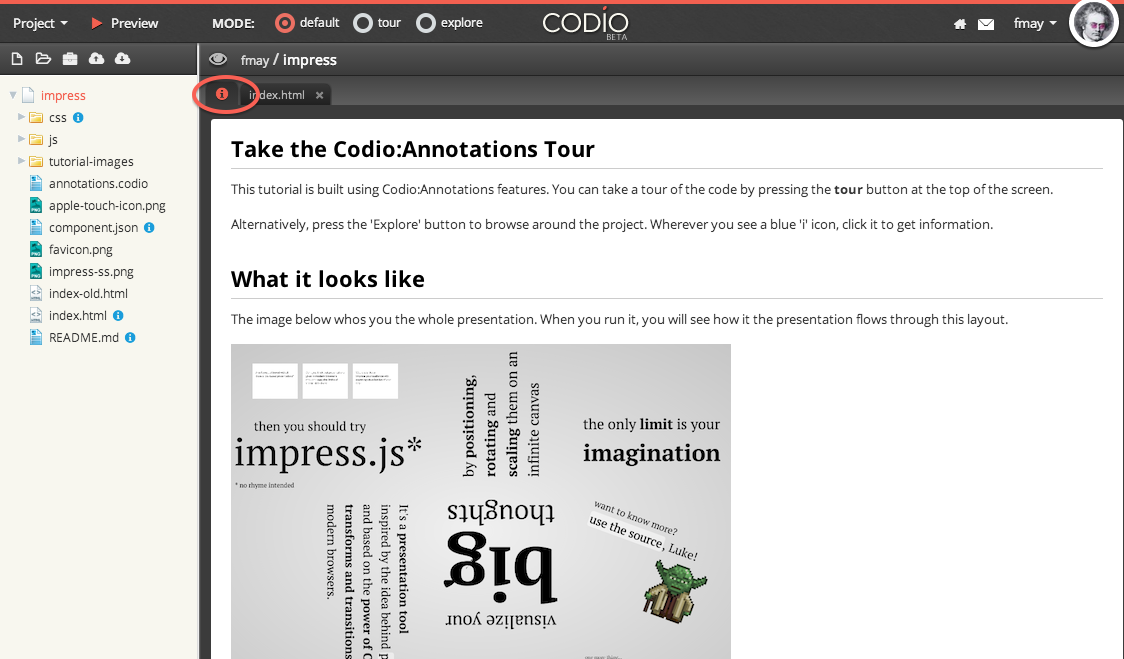 Project
Preview
MODE:
default
tour
explore
CODIO
BETA
fmay
fmay / impress
index.html
impress
css
js
tutorial-images
annotations.codio
apple-touch-icon.png
component.json
favicon.png
impress-ss.png
index-old.html
index.html
README.md
Take the Codio:Annotations Tour
This tutorial is built using Codio:Annotations features. You can take a tour of the code by pressing the tour button at the top of the screen.
Alternatively, press the 'Explore' button to browse around the project. Wherever you see a blue 'i' icon, click it to get information.
What it looks like
The image below whos you the whole presentation. When you run it, you will see how it the presentation flows through this layout.
then you should try
impress.js*
* no rhyme intended
by positioning,
rotating and
scaling them on an
infinite canvas
the only limit is your
imagination
It's a presentation tool
inspired by the idea behind p
and based on the power of C
transforms and transitions
modern browsers.
visualize your
big
thoughts
want to know more?
use the source, Luke!